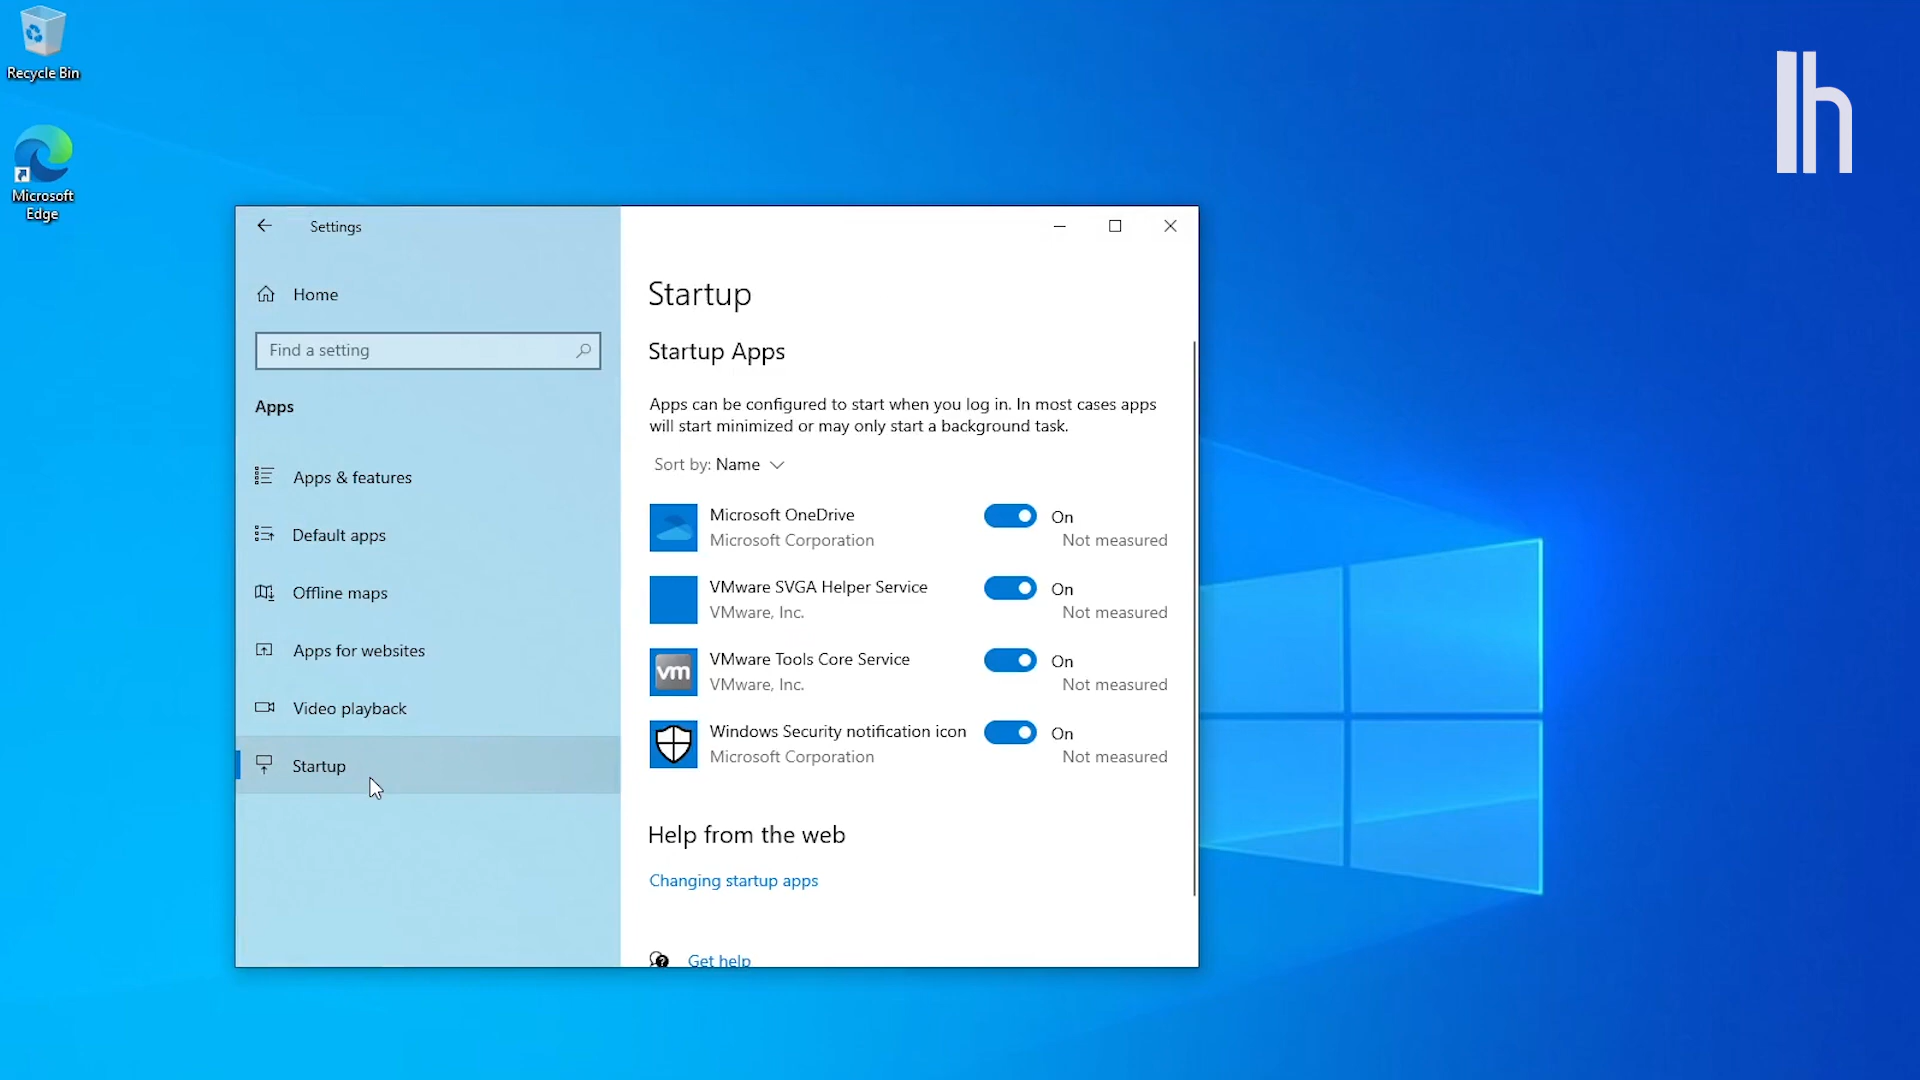 Recycle Bin
Microsoft
Edge
lh
Settings
Home
Find a setting
Apps
Apps & features
Default apps
Offline maps
Apps for websites
Video playback
Startup
Startup
Startup Apps
Apps can be configured to start when you log in. In most cases apps
will start minimized or may only start a background task.
Sort by: Name
Microsoft OneDrive
On
Microsoft Corporation
Not measured
VMware SVGA Helper Service
On
VMware, Inc.
Not measured
vm
VMware Tools Core Service
On
VMware, Inc.
Not measured
Windows Security notification icon
On
Microsoft Corporation
Not measured
Help from the web
Changing startup apps
Get help